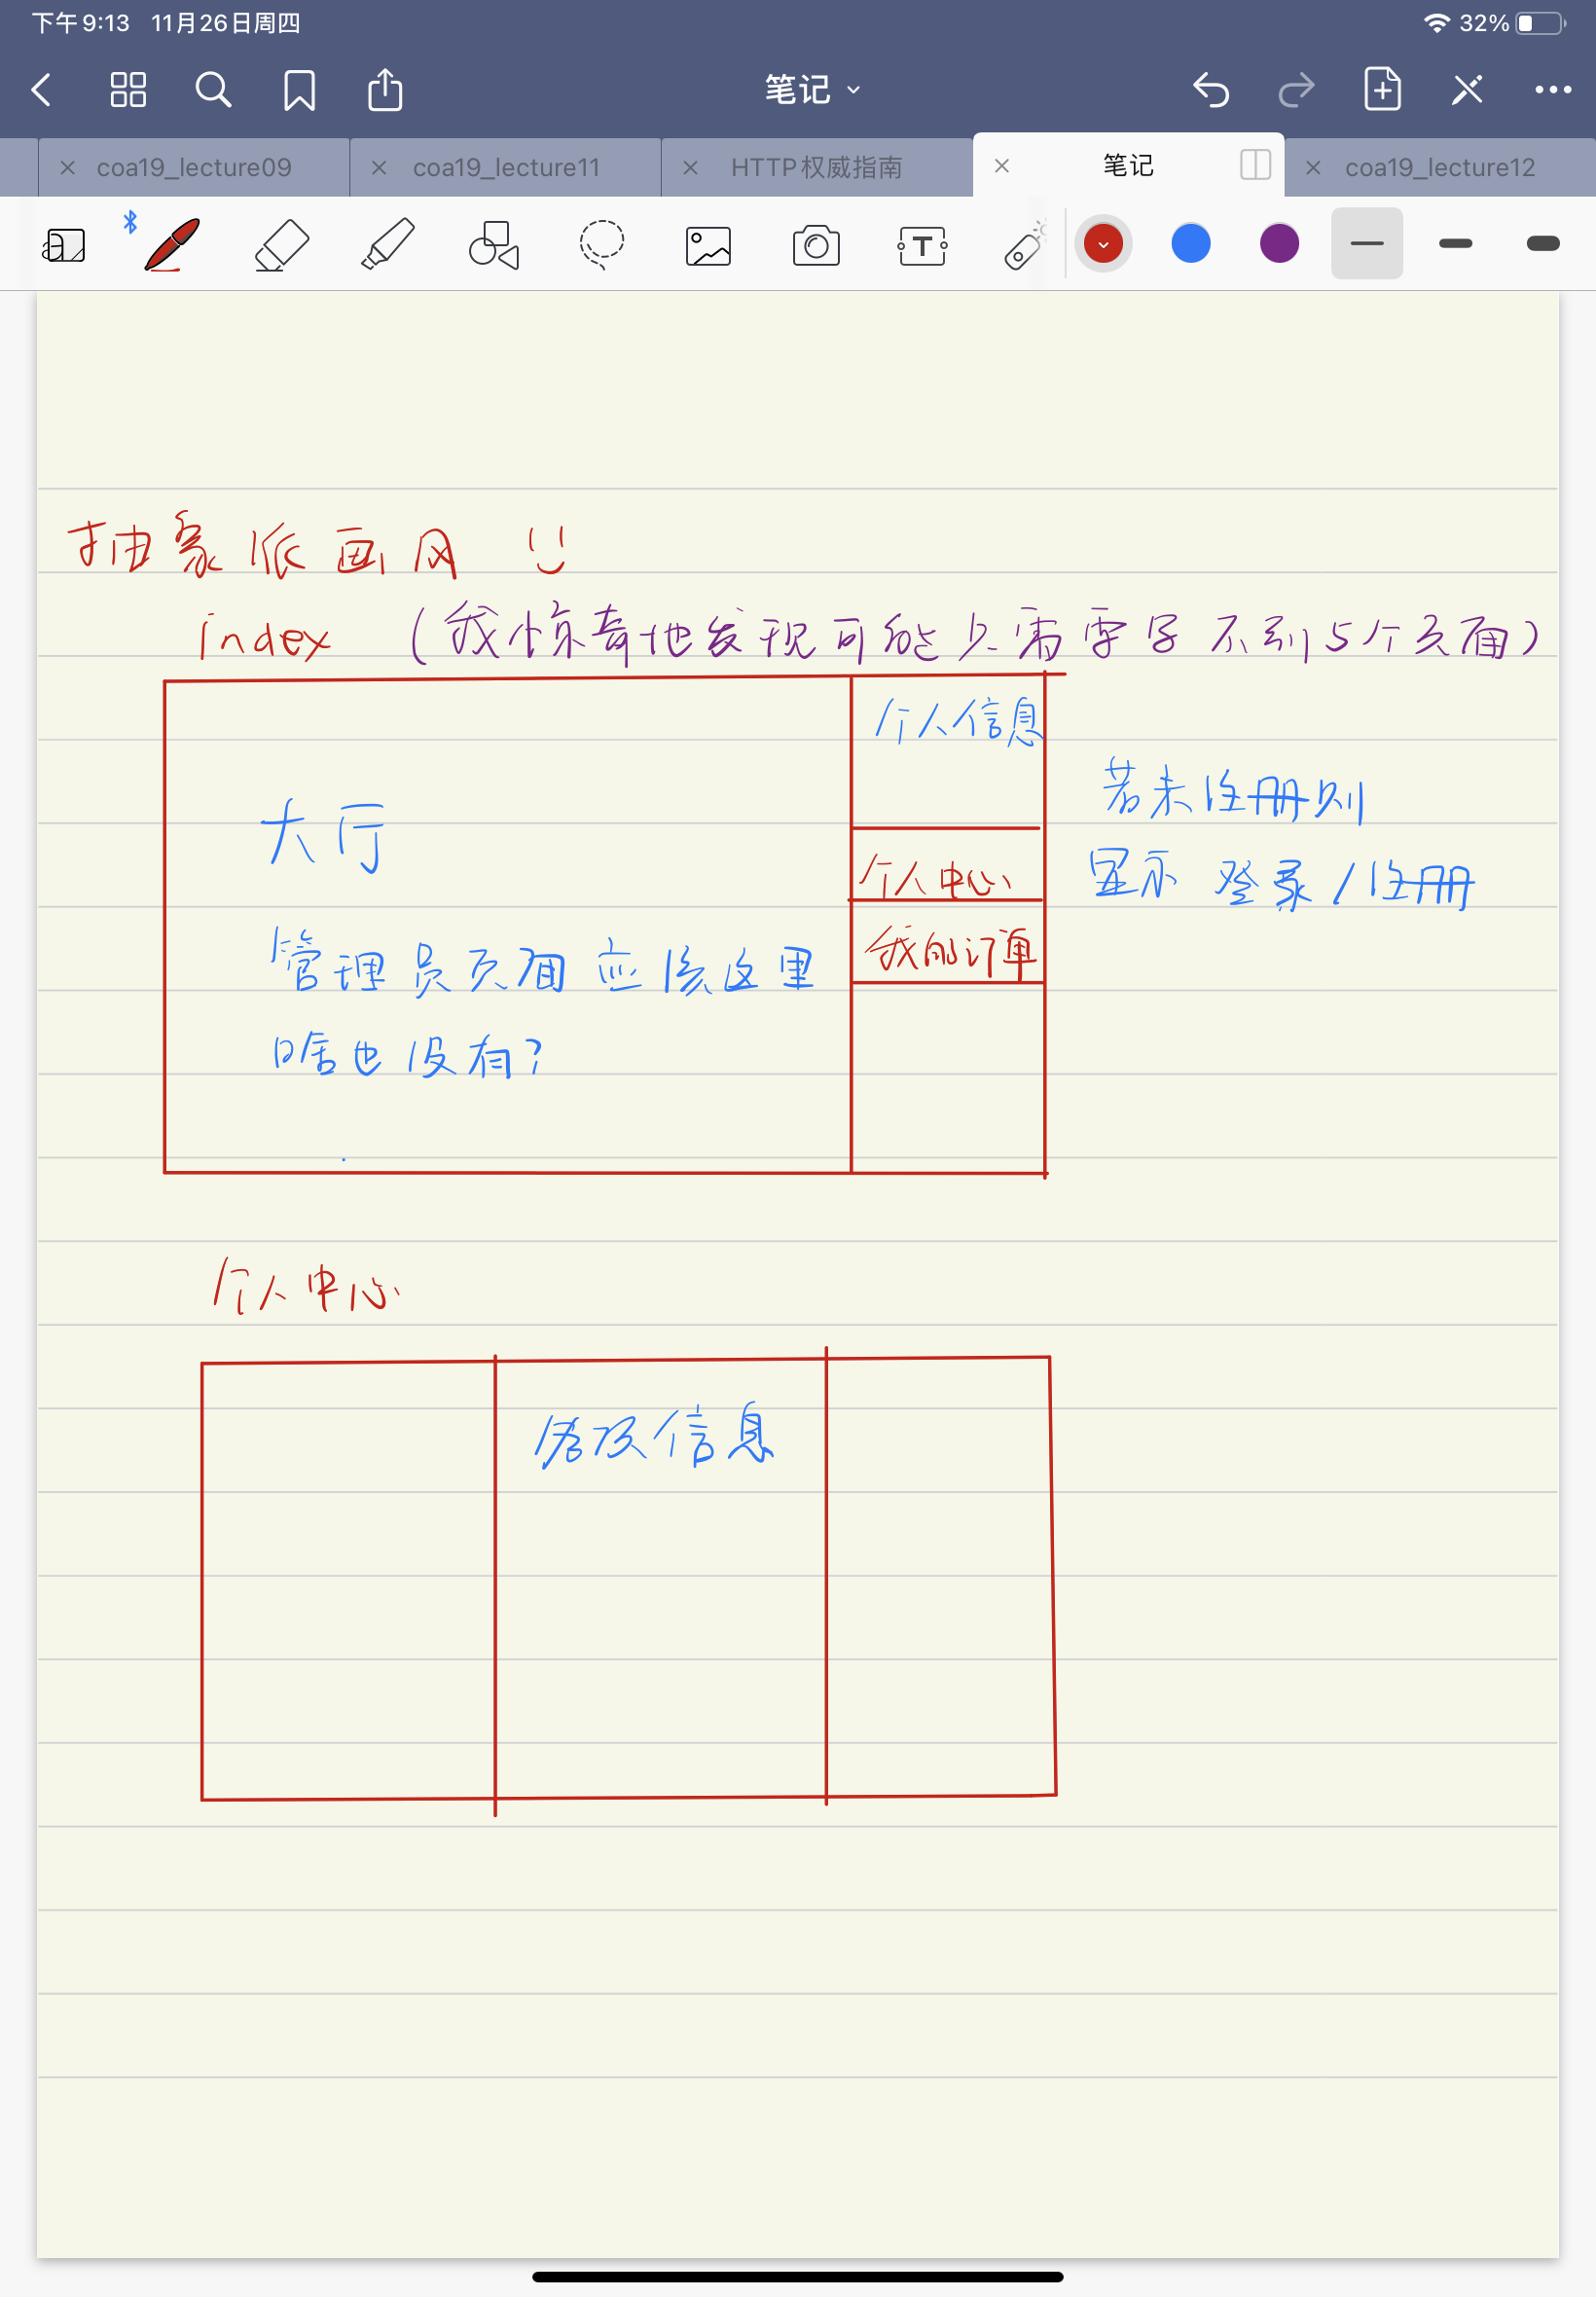 下午9:13 11月26日周四
32%
笔记
coa19_lecture09
coa19_lecture11
HTTP权威指南
笔记
coa19_lecture12
抽象派画风
index (我惊奇地发现可能只需要写不到5个页面)
个人信息
若未注册则
大厅
个人中心
显示 登录/注册
我的订单
管理员页面应该这里
啥也没有?
个人中心
信息